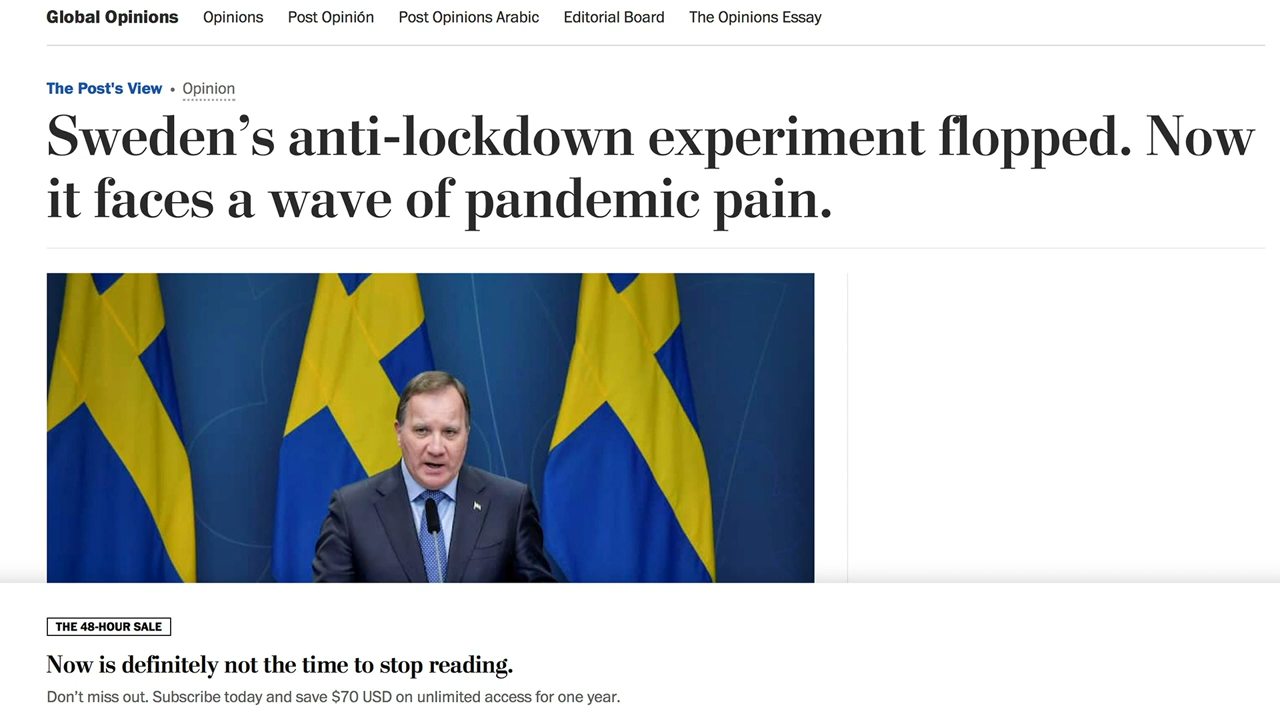 Global Opinions Opinions Post Opinión Post Opinions Arabic Editorial Board The Opinions Essay
The Post's View • Opinion
Sweden’s anti-lockdown experiment flopped. Now
it faces a wave of pandemic pain.
THE 48-HOUR SALE
Now is definitely not the time to stop reading.
Don’t miss out. Subscribe today and save $70 USD on unlimited access for one year.